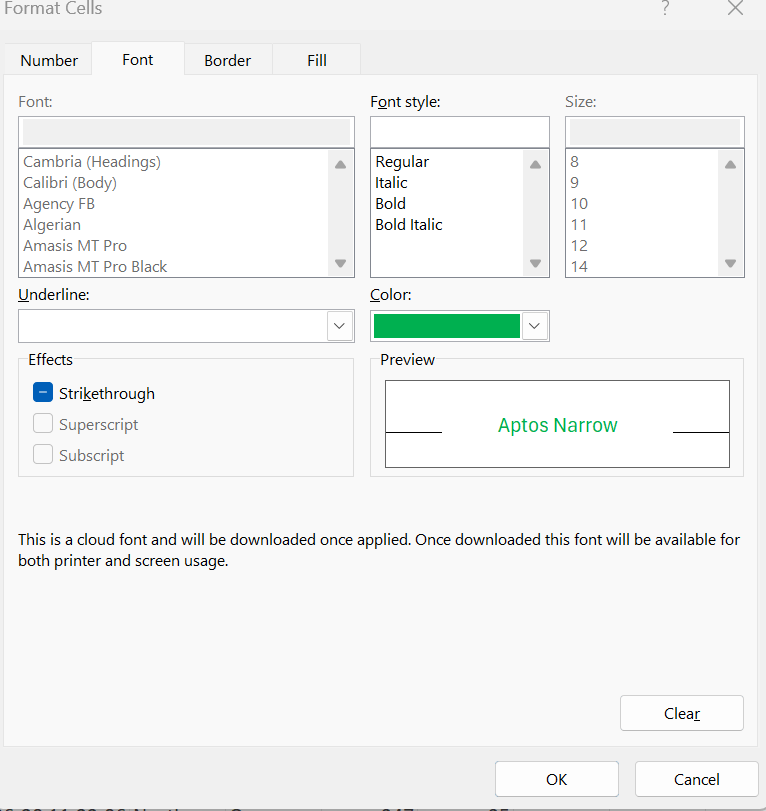 Format Cells ?
Number Font Border Fill
Font: Font style: Size:
Cambria (Headings) Regular 8
Calibri (Body) Italic 9
Agency FB Bold 10
Algerian Bold Italic 11
Amasis MT Pro 12
Amasis MT Pro Black 14
Underline: Color:
Effects Preview
Strikethrough
Superscript Aptos Narrow
Subscript
This is a cloud font and will be downloaded once applied. Once downloaded this font will be available for
both printer and screen usage.
Clear
OK Cancel